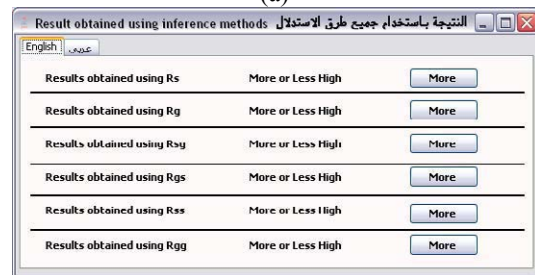 (a)
Result obtained using inference methods النتيجة باستخدام جميع طرق الاستدلال
English عربي
Results obtained using Rs More or Less High More
Results obtained using Rg More or Less High More
Results obtained using Rsg More or Less High More
Results obtained using Rgs More or Less High More
Results obtained using Rss More or Less High More
Results obtained using Rgg More or Less High More